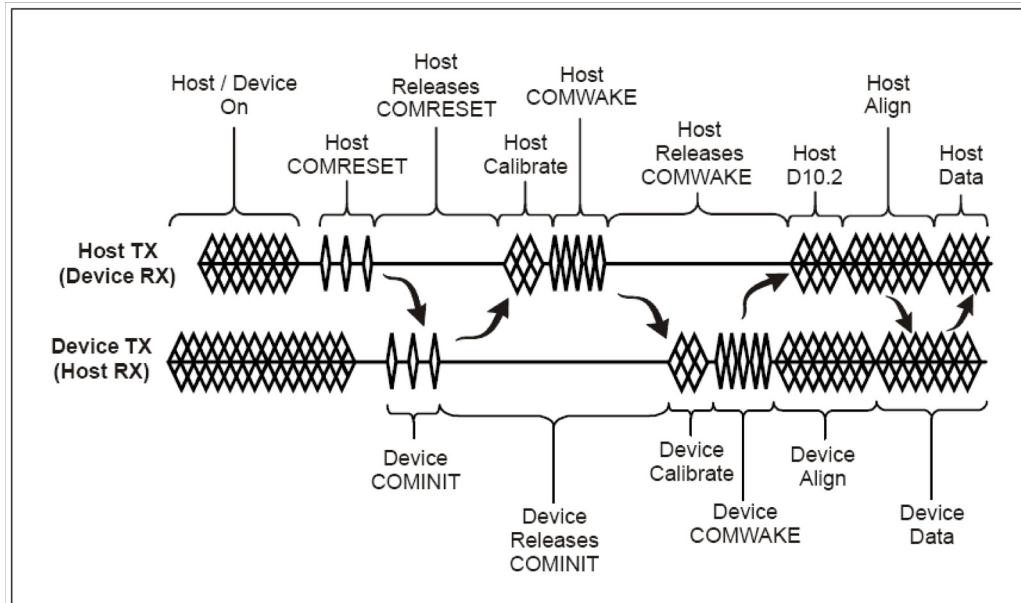 Host / Device
On
Host
COMRESET
Host
Releases
COMRESET
Host
Calibrate
Host
COMWAKE
Host
Releases
COMWAKE
Host
D10.2
Host
Align
Host
Data
Host TX
(Device RX)
Device TX
(Host RX)
Device
COMINIT
Device
Releases
COMINIT
Device
Calibrate
Device
COMWAKE
Device
Align
Device
Data